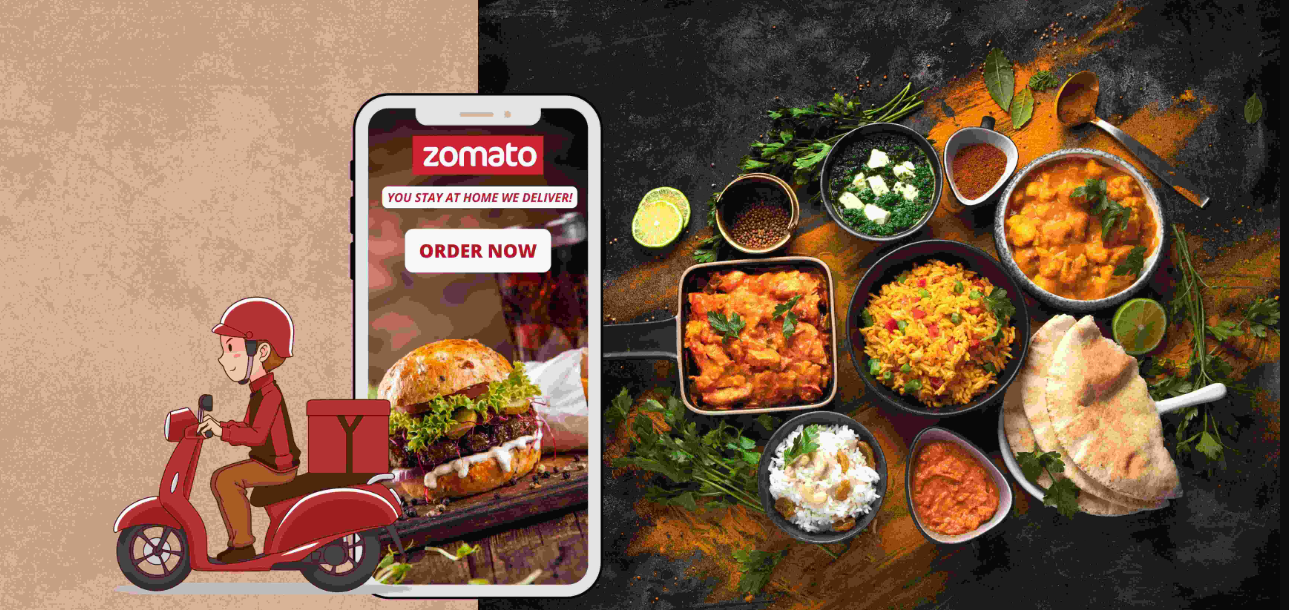 zomato
YOU STAY AT HOME WE DELIVER!
ORDER NOW